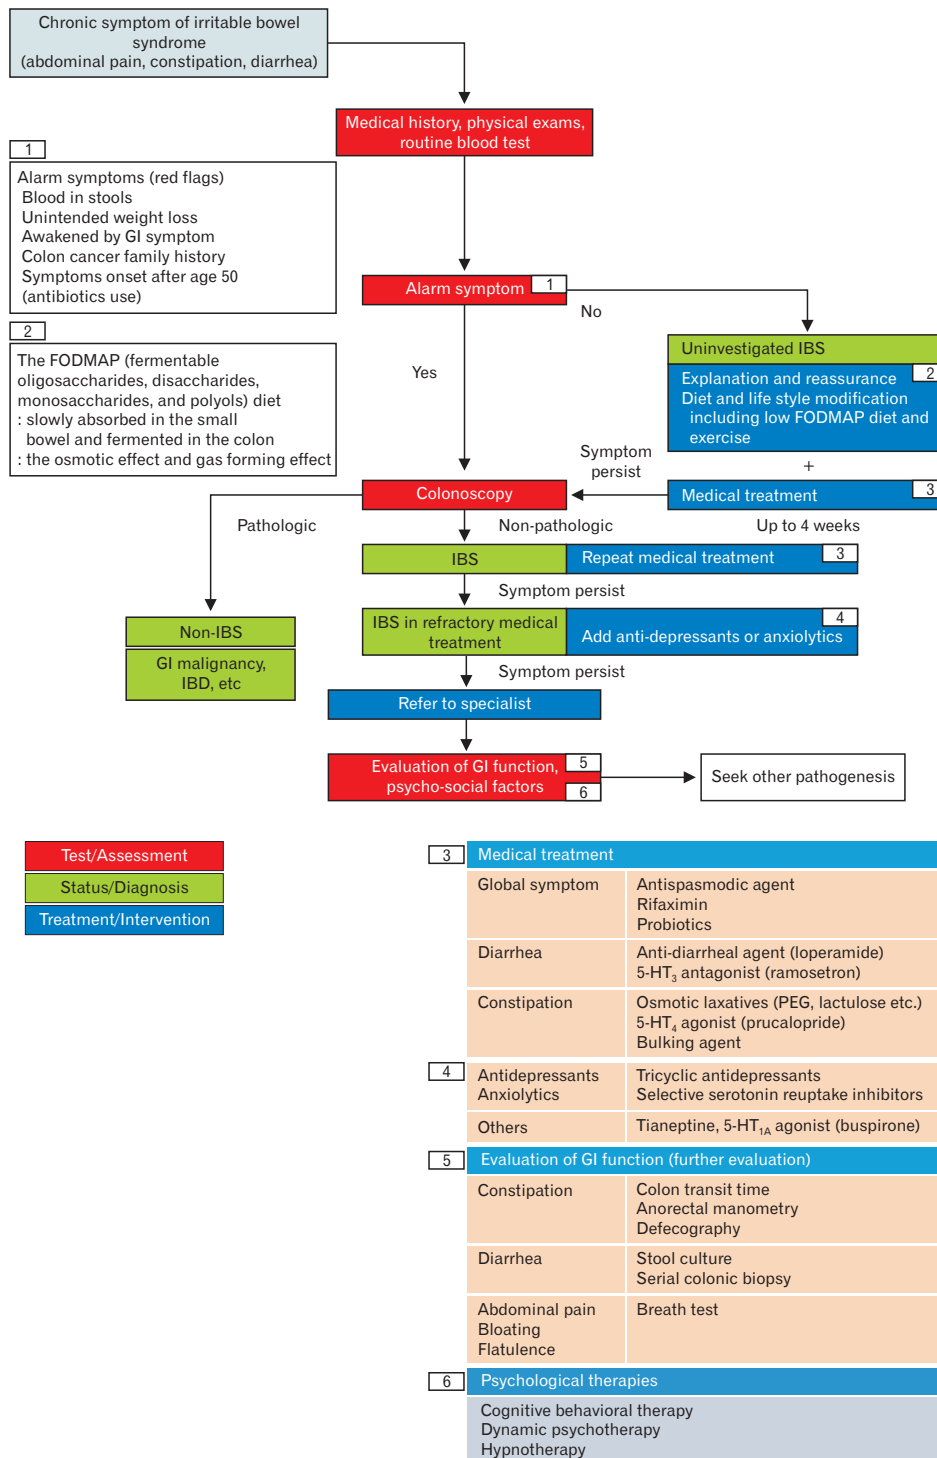 Chronic symptom of irritable bowel
syndrome
(abdominal pain, constipation, diarrhea)
Medical history, physical exams,
routine blood test
1
Alarm symptoms (red flags)
Blood in stools
Unintended weight loss
Awakened by GI symptom
Colon cancer family history
Symptoms onset after age 50
(antibiotics use)
Alarm symptom
1
No
Yes
2
The FODMAP (fermentable
oligosaccharides, disaccharides,
monosaccharides, and polyols) diet
: slowly absorbed in the small
bowel and fermented in the colon
: the osmotic effect and gas forming effect
Uninvestigated IBS
2
Explanation and reassurance
Diet and life style modification
including low FODMAP diet and
exercise
+
Symptom
persist
Colonoscopy
Medical treatment
3
Pathologic
Non-pathologic
Up to 4 weeks
IBS
Repeat medical treatment
3
Symptom persist
Non-IBS
GI malignancy,
IBD, etc
IBS in refractory medical
treatment
4
Add anti-depressants or anxiolytics
Symptom persist
Refer to specialist
Evaluation of GI function,
psycho-social factors
5
6
Seek other pathogenesis
Test/Assessment
Status/Diagnosis
Treatment/Intervention
3
Medical treatment
Global symptom
Antispasmodic agent
Rifaximin
Probiotics
Diarrhea
Anti-diarrheal agent (loperamide)
5-HT₃ antagonist (ramosetron)
Constipation
Osmotic laxatives (PEG, lactulose etc.)
5-HT₄ agonist (prucalopride)
Bulking agent
4
Antidepressants
Anxiolytics
Tricyclic antidepressants
Selective serotonin reuptake inhibitors
Others
Tianeptine, 5-HT1A agonist (buspirone)
5
Evaluation of GI function (further evaluation)
Constipation
Colon transit time
Anorectal manometry
Defecography
Diarrhea
Stool culture
Serial colonic biopsy
Abdominal pain
Bloating
Flatulence
Breath test
6
Psychological therapies
Cognitive behavioral therapy
Dynamic psychotherapy
Hypnotherapy